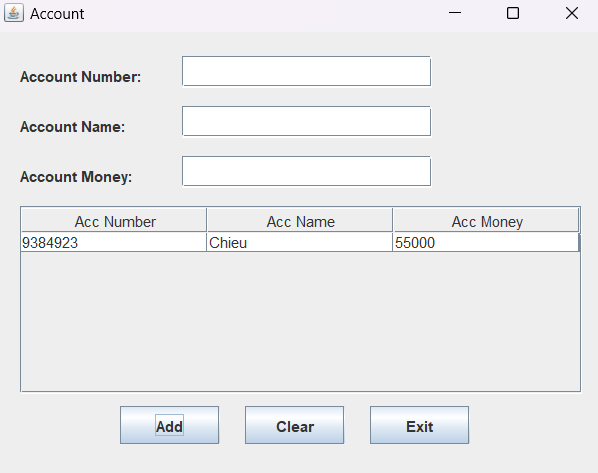 Account
Account Number:
Account Name:
Account Money:
Acc Number Acc Name Acc Money
9384923 Chieu 55000
Add Clear Exit